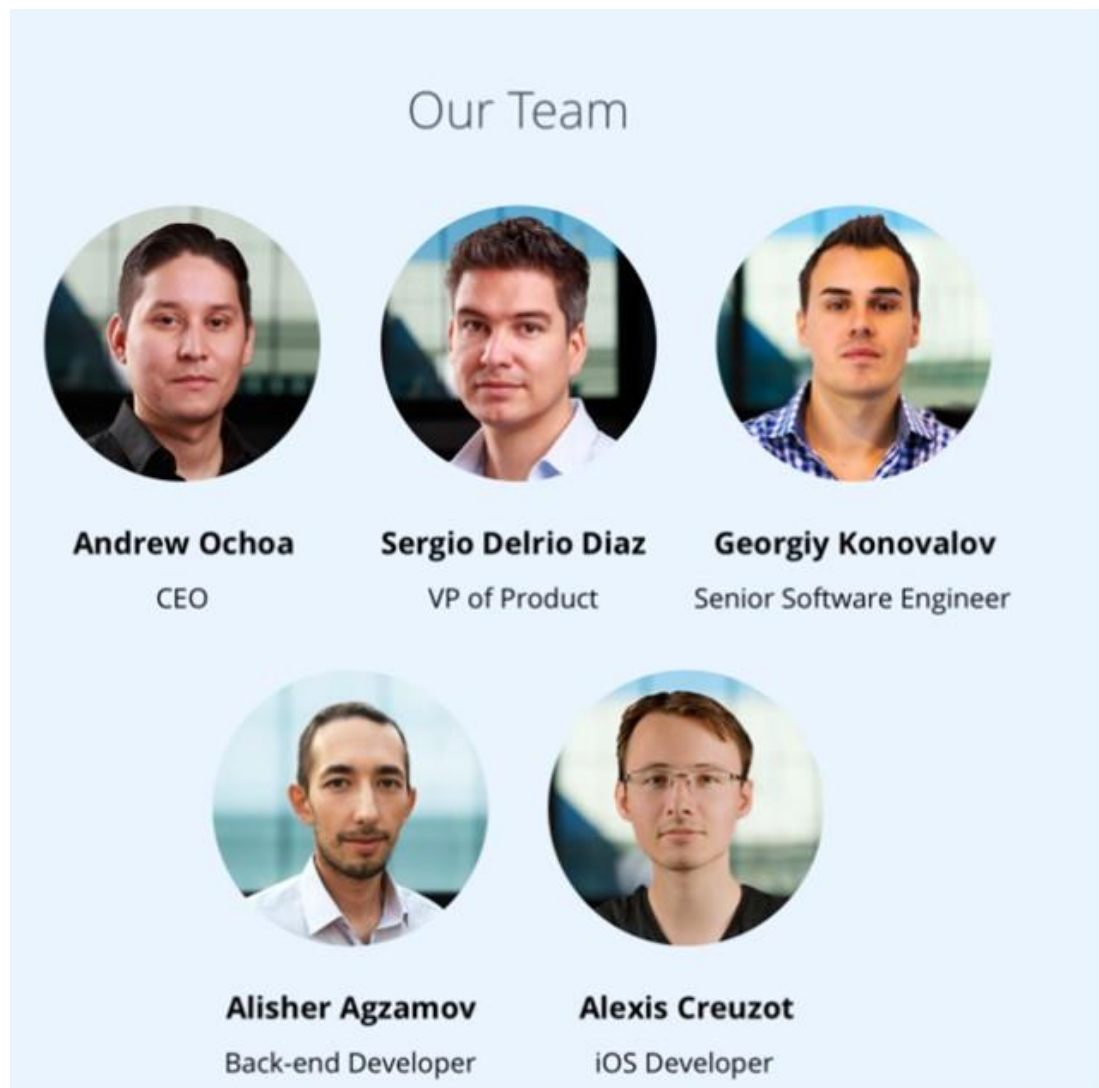 Our Team
Andrew Ochoa
Sergio Delrio Diaz
Georgiy Konovalov
CEO
VP of Product
Senior Software Engineer
Alisher Agzamov
Alexis Creuzot
Back-end Developer
iOS Developer